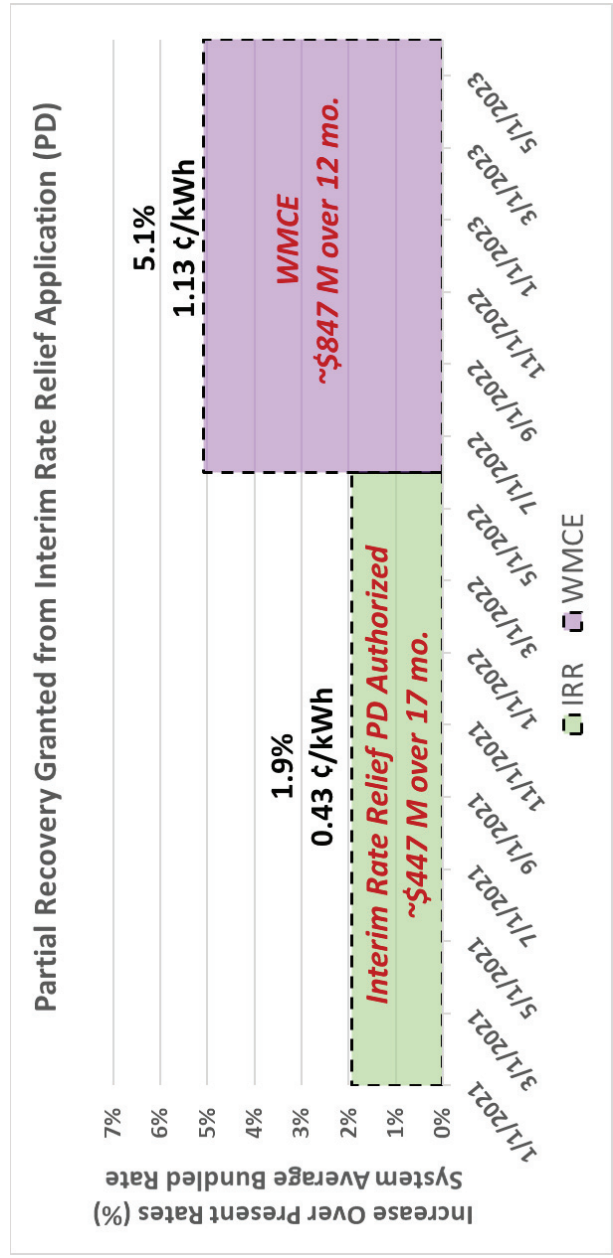 Partial Recovery Granted from Interim Rate Relief Application (PD)
Increase Over Present Rates (%)
System Average Bundled Rate
7%
6%
5%
4%
3%
2%
1%
0%
5.1%
1.13 ¢/kWh
WMCE
~$847 M over 12 mo.
1.9%
0.43 ¢/kWh
Interim Rate Relief PD Authorized
~$447 M over 17 mo.
1/1/2021
3/1/2021
5/1/2021
7/1/2021
9/1/2021
11/1/2021
1/1/2022
3/1/2022
5/1/2022
7/1/2022
9/1/2022
11/1/2022
1/1/2023
3/1/2023
5/1/2023
IRR WMCE